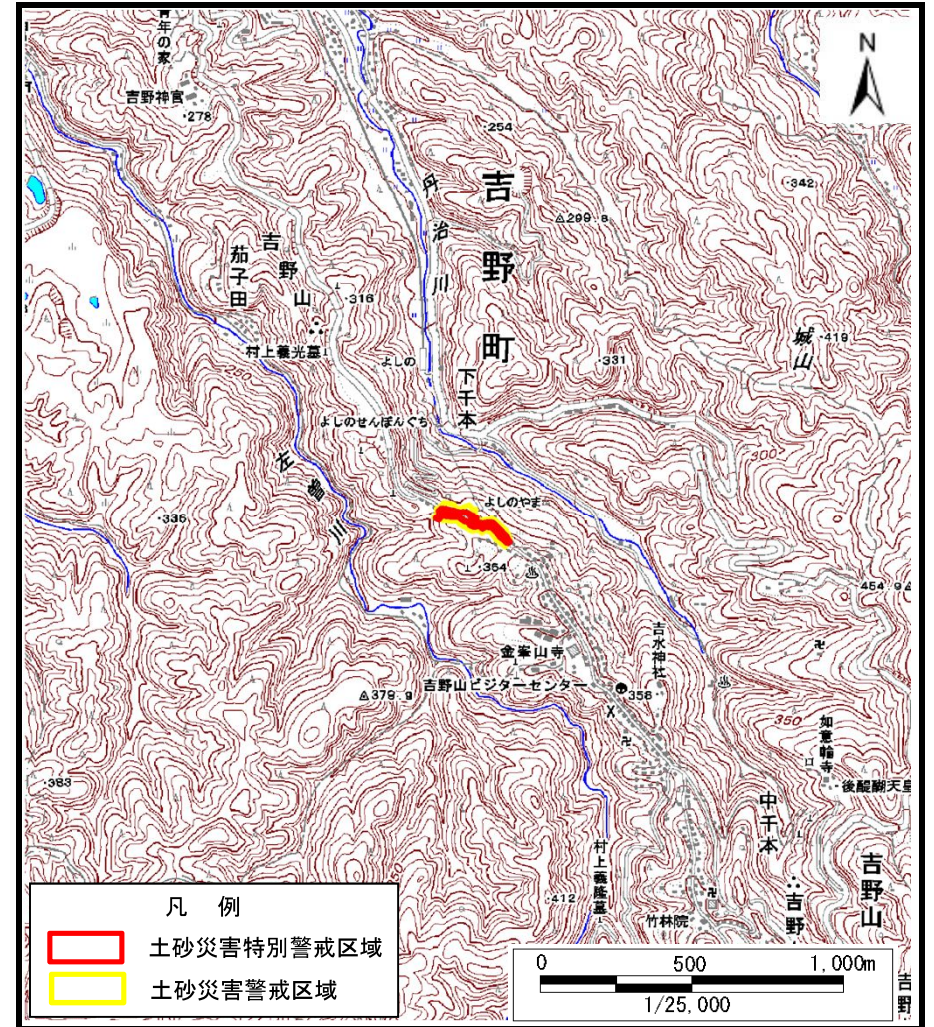 青年の家
吉野神宮
・278
・254
・342
N
丹治川
吉野町
△299.8
吉野山
茄子田
・316
村上義光墓
よしの
下千本
・331
城山
・419
よしのせんぼんぐち
250
300
左曽川
・335
よしのやま
・354
454.9△
金峯山寺
吉水神社
吉野山ビジターセンター
358
△379.9
350
如意輪寺
・383
後醍醐天皇
中千本
村上義隆墓
吉野山
・412
竹林院
吉野
吉野
凡 例
土砂災害特別警戒区域
土砂災害警戒区域
0 500 1,000m
1/25,000